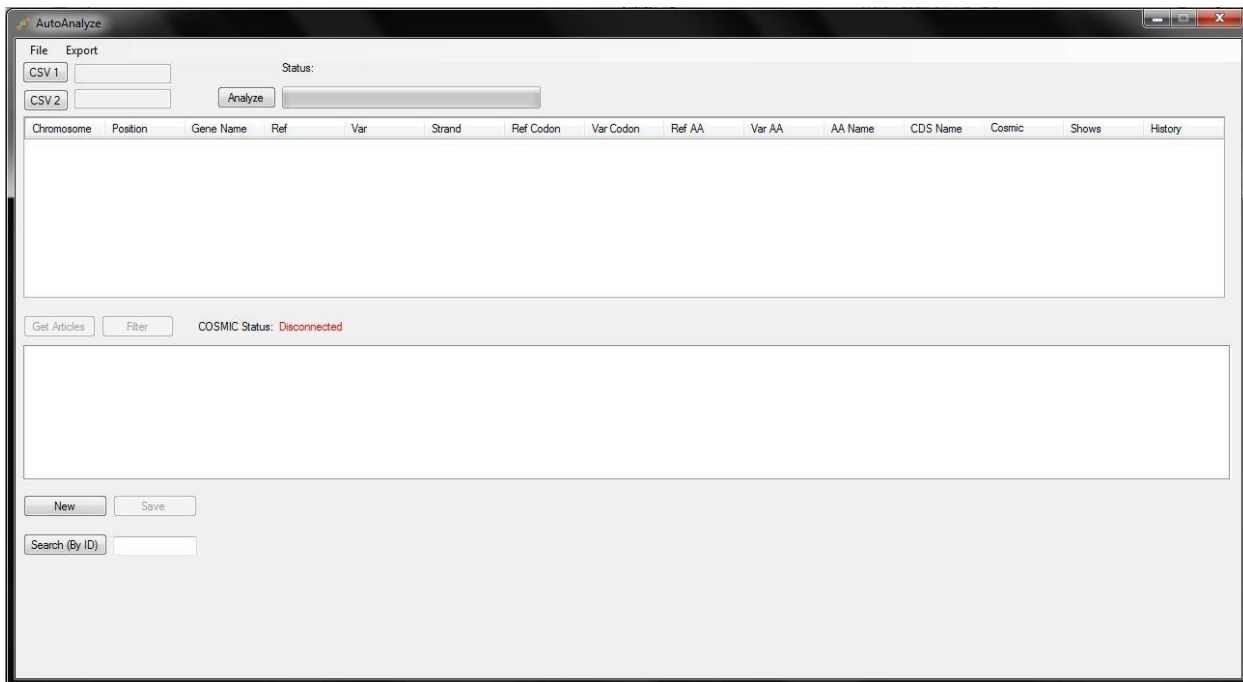 AutoAnalyze
File Export
CSV 1 Status:
CSV 2 Analyze
Chromosome Position Gene Name Ref Var Strand Ref Codon Var Codon Ref AA Var AA AA Name CDS Name Cosmic Shows History
Get Articles Filter COSMIC Status: Disconnected
New Save
Search (By ID)